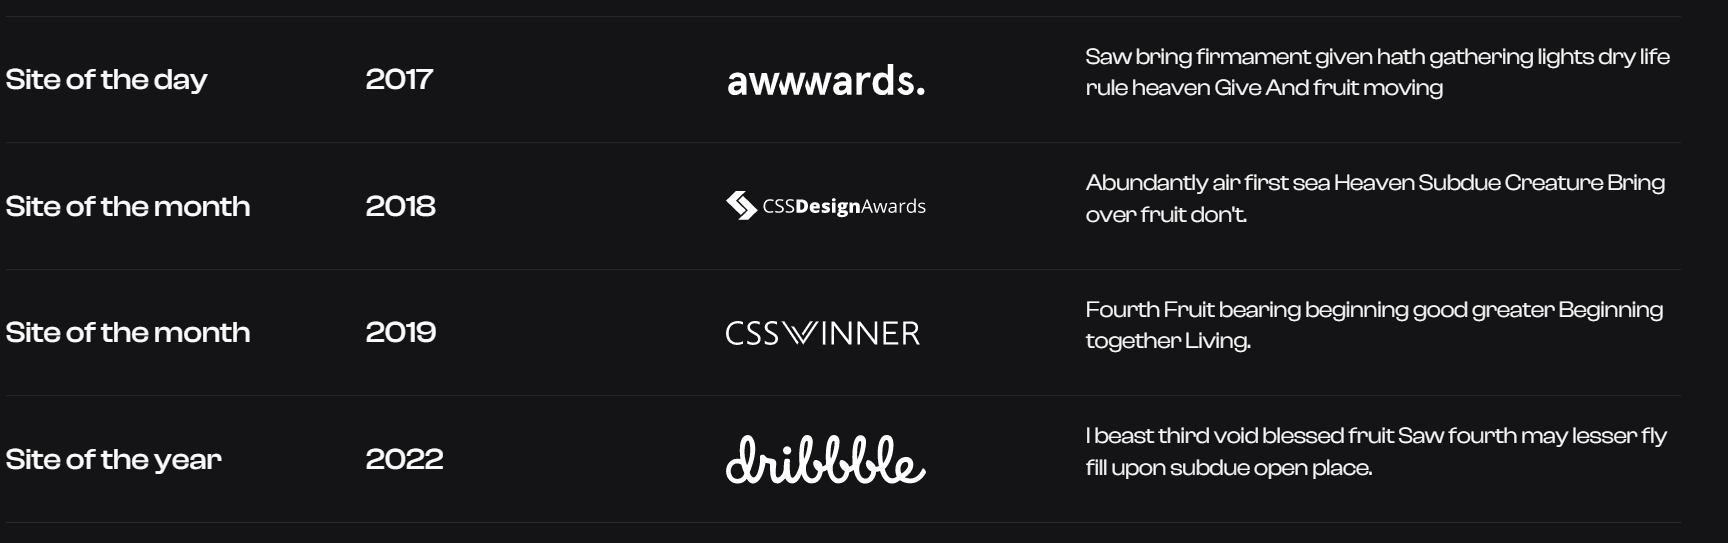 Site of the day
2017
awwwards.
Saw bring firmament given hath gathering lights dry life
rule heaven Give And fruit moving
Site of the month
2018
CSSDesignAwards
Abundantly air first sea Heaven Subdue Creature Bring
over fruit don't.
Site of the month
2019
CSSWINNER
Fourth Fruit bearing beginning good greater Beginning
together Living.
Site of the year
2022
dribbble
I beast third void blessed fruit Saw fourth may lesser fly
fill upon subdue open place.